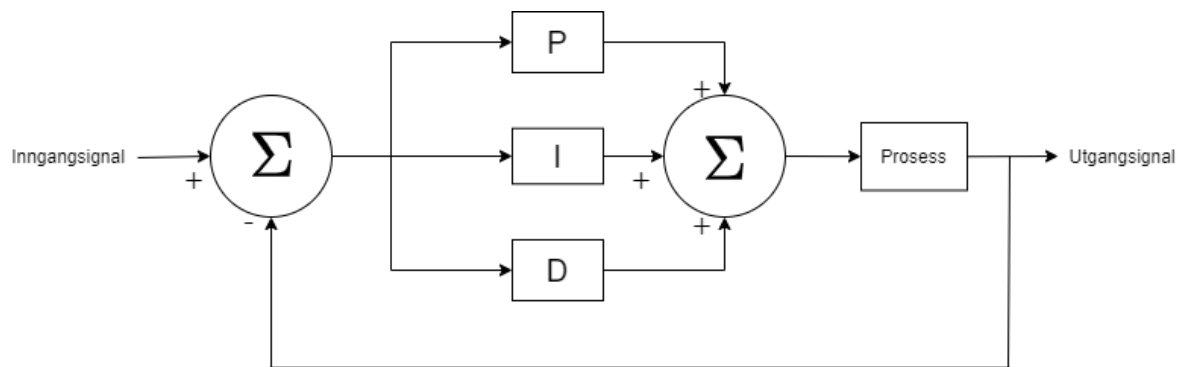 P
+
Σ
Inngangsignal
+
-
I
+
Σ
Prosess
Utgangsignal
+
D